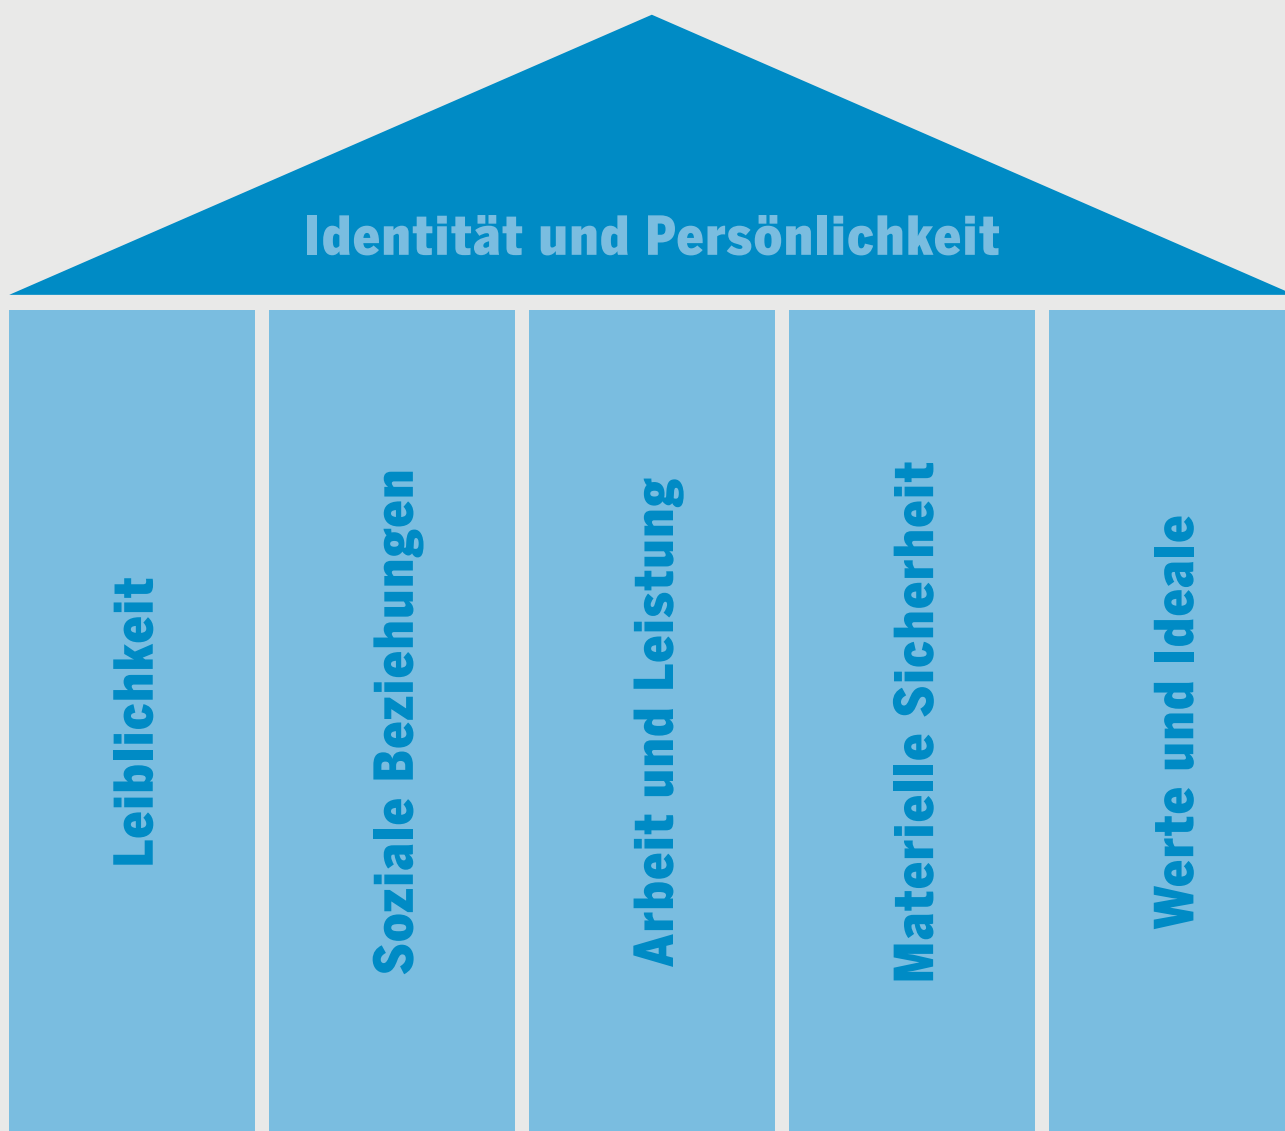 Identität und Persönlichkeit
Leiblichkeit
Soziale Beziehungen
Arbeit und Leistung
Materielle Sicherheit
Werte und Ideale